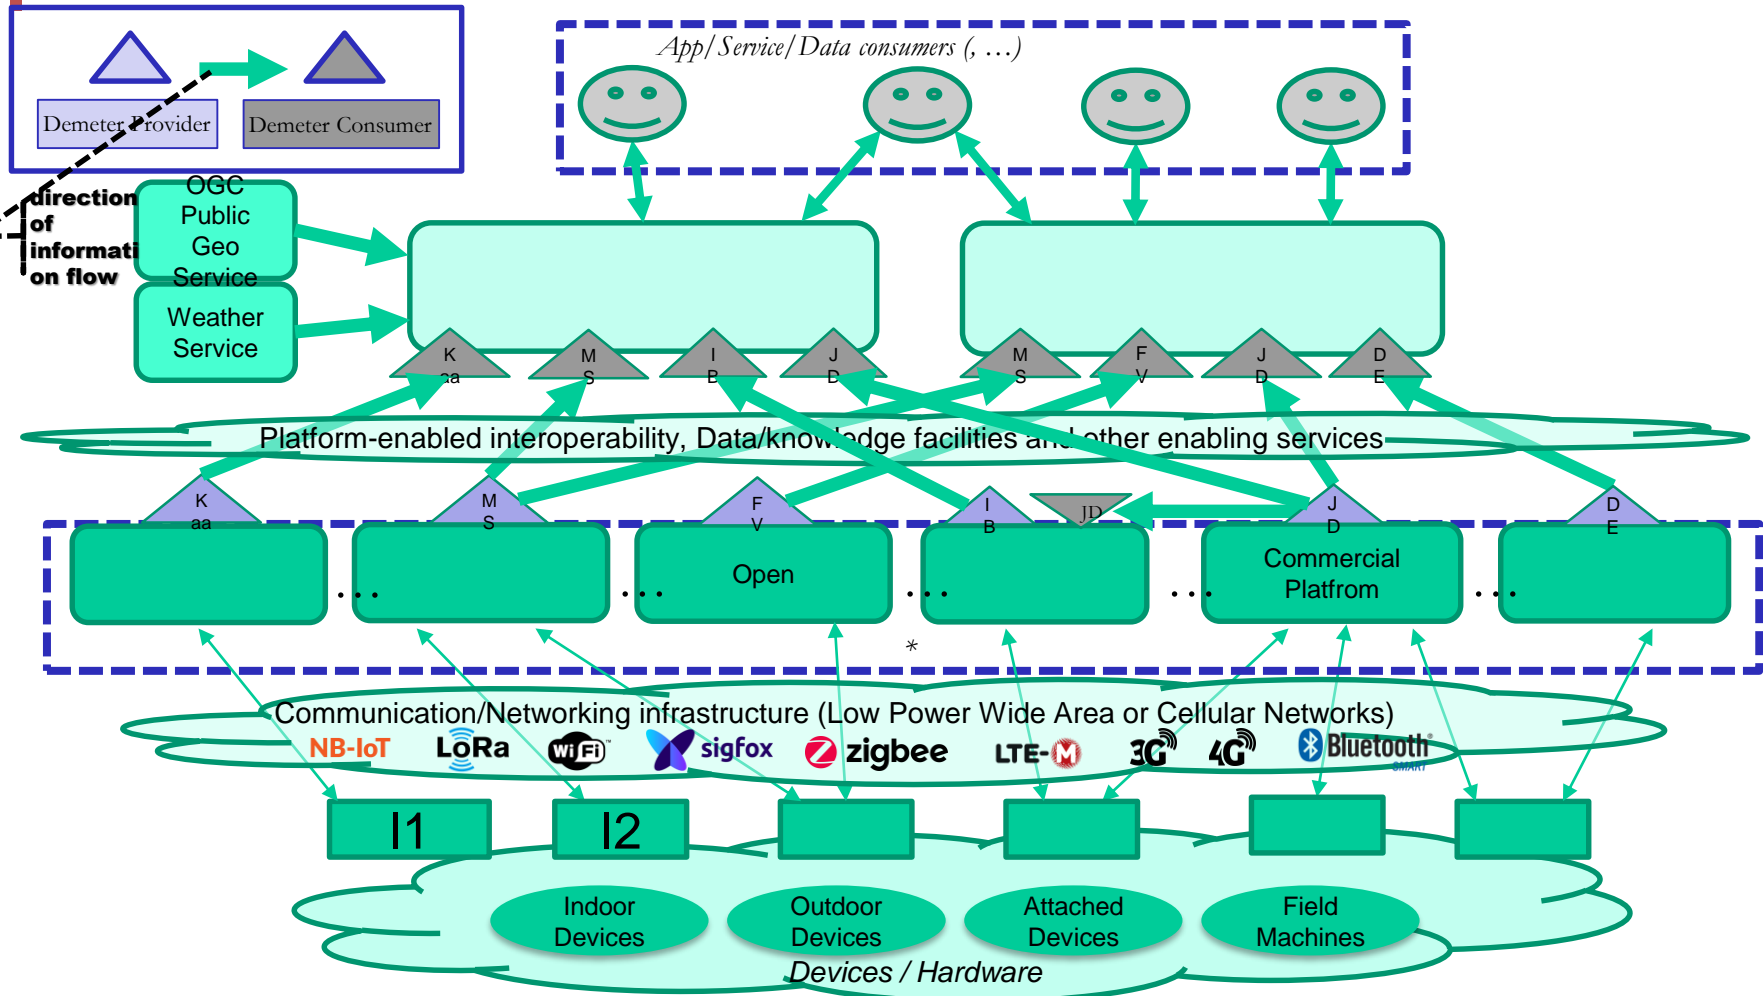 App/Service/Data consumers (, …)
Demeter Provider
Demeter Consumer
direction
of
informati
on flow
OGC
Public
Geo
Service
Weather
Service
K
aa
M
S
I
B
J
D
M
S
F
V
J
D
D
E
Platform-enabled interoperability, Data/knowledge facilities and other enabling services
K
aa
M
S
F
V
I
B
JD
J
D
D
E
...
...
Open
...
...
Commercial
Platfrom
...
*
Communication/Networking infrastructure (Low Power Wide Area or Cellular Networks)
NB-IoT LoRa WiFi sigfox zigbee LTE-M 3G 4G Bluetooth
SMART
I1
I2
Indoor
Devices
Outdoor
Devices
Attached
Devices
Field
Machines
Devices / Hardware